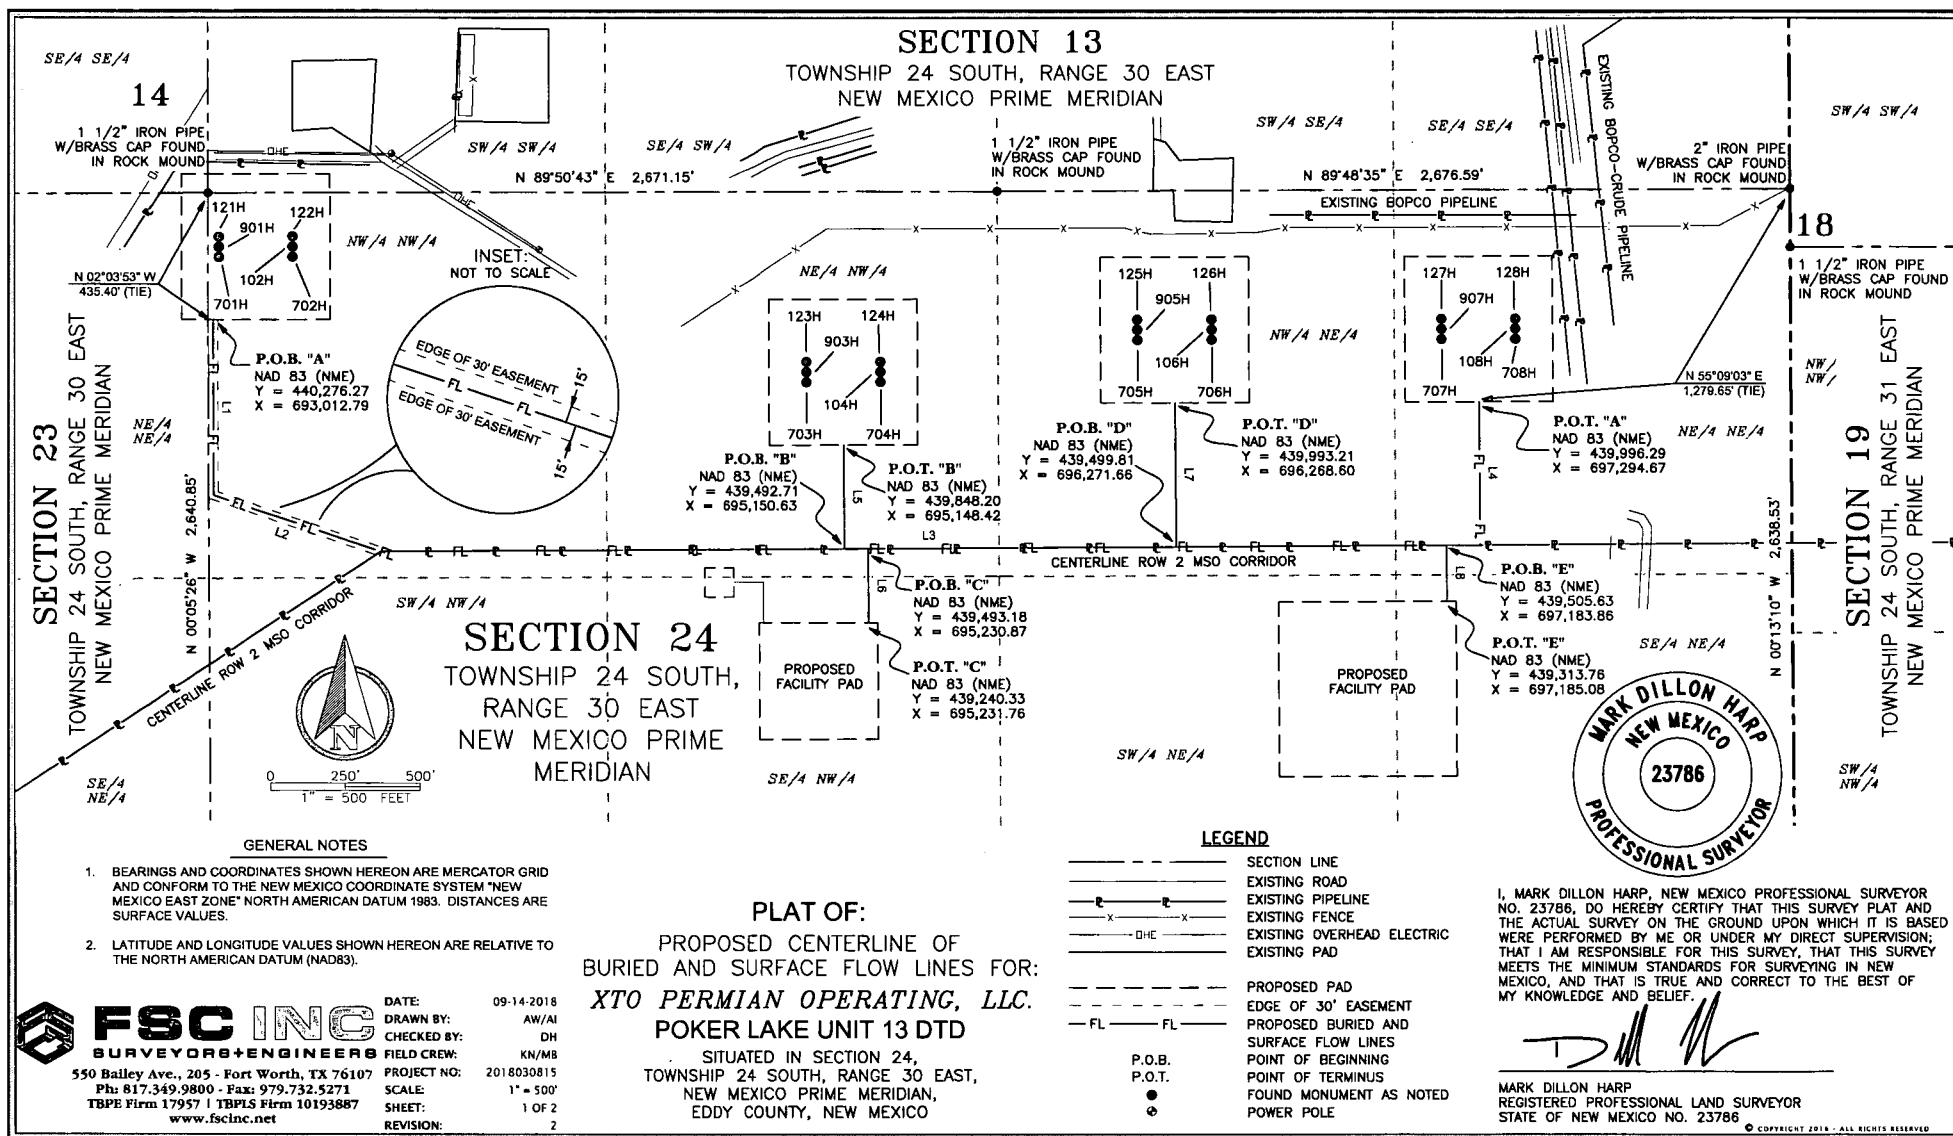 SECTION 13
TOWNSHIP 24 SOUTH, RANGE 30 EAST
NEW MEXICO PRIME MERIDIAN
SE/4 SE/4
14
1 1/2" IRON PIPE
W/BRASS CAP FOUND
IN ROCK MOUND
OHE
SW/4 SW/4
SE/4 SW/4
1 1/2" IRON PIPE
W/BRASS CAP FOUND
IN ROCK MOUND
SW/4 SE/4
SE/4 SE/4
EXISTING BOPCO-CRUDE PIPELINE
2" IRON PIPE
W/BRASS CAP FOUND
IN ROCK MOUND
SW/4 SW/4
N 89°50'43" E 2,671.15'
N 89°48'35" E 2,676.59'
EXISTING BOPCO PIPELINE
OHE
18
1 1/2" IRON PIPE
W/BRASS CAP FOUND
IN ROCK MOUND
121H
122H
901H
102H
701H
702H
NW/4 NW/4
N 02°03'53" W
435.40' (TIE)
INSET:
NOT TO SCALE
EDGE OF 30' EASEMENT
FL
FL
EDGE OF 30' EASEMENT
15'
15'
NE/4 NW/4
123H
124H
903H
104H
703H
704H
125H
126H
905H
106H
705H
706H
NW/4 NE/4
127H
128H
907H
108H
707H
708H
N 55°09'03" E
1,279.65' (TIE)
NW/
NW/
P.O.B. "A"
NAD 83 (NME)
Y = 440,276.27
X = 693,012.79
SECTION 23
TOWNSHIP 24 SOUTH, RANGE 30 EAST
NEW MEXICO PRIME MERIDIAN
NE/4
NE/4
L1
L2
N 00°05'26" W 2,640.85'
P.O.B. "B"
NAD 83 (NME)
Y = 439,492.71
X = 695,150.63
P.O.T. "B"
NAD 83 (NME)
Y = 439,848.20
X = 695,148.42
L5
L3
P.O.B. "D"
NAD 83 (NME)
Y = 439,499.81
X = 696,271.66
P.O.T. "D"
NAD 83 (NME)
Y = 439,993.21
X = 696,268.60
L7
L4
P.O.T. "A"
NAD 83 (NME)
Y = 439,996.29
X = 697,294.67
NE/4 NE/4
N 00°13'10" W 2,638.53'
SECTION 19
TOWNSHIP 24 SOUTH, RANGE 31 EAST
NEW MEXICO PRIME MERIDIAN
CENTERLINE ROW 2 MSO CORRIDOR
CENTERLINE ROW 2 MSO CORRIDOR
SW/4 NW/4
L6
P.O.B. "C"
NAD 83 (NME)
Y = 439,493.18
X = 695,230.87
P.O.T. "C"
NAD 83 (NME)
Y = 439,240.33
X = 695,231.76
L8
P.O.B. "E"
NAD 83 (NME)
Y = 439,505.63
X = 697,183.86
P.O.T. "E"
NAD 83 (NME)
Y = 439,313.76
X = 697,185.08
SE/4 NE/4
SECTION 24
TOWNSHIP 24 SOUTH,
RANGE 30 EAST
NEW MEXICO PRIME
MERIDIAN
PROPOSED
FACILITY PAD
PROPOSED
FACILITY PAD
N
0 250' 500'
1" = 500 FEET
SE/4
NE/4
SE/4 NW/4
SW/4 NE/4
SW/4
NW/4
MARK DILLON HARP
NEW MEXICO
23786
PROFESSIONAL SURVEYOR
GENERAL NOTES
1. BEARINGS AND COORDINATES SHOWN HEREON ARE MERCATOR GRID
AND CONFORM TO THE NEW MEXICO COORDINATE SYSTEM "NEW
MEXICO EAST ZONE" NORTH AMERICAN DATUM 1983. DISTANCES ARE
SURFACE VALUES.
2. LATITUDE AND LONGITUDE VALUES SHOWN HEREON ARE RELATIVE TO
THE NORTH AMERICAN DATUM (NAD83).
FSC INC
SURVEYORS+ENGINEERS
550 Bailey Ave., 205 - Fort Worth, TX 76107
Ph: 817.349.9800 - Fax: 979.732.5271
TBPE Firm 17957 | TBPLS Firm 10193887
www.fscinc.net
DATE: 09-14-2018
DRAWN BY: AW/AI
CHECKED BY: DH
FIELD CREW: KN/MB
PROJECT NO: 2018030815
SCALE: 1" = 500'
SHEET: 1 OF 2
REVISION: 2
PLAT OF:
PROPOSED CENTERLINE OF
BURIED AND SURFACE FLOW LINES FOR:
XTO PERMIAN OPERATING, LLC.
POKER LAKE UNIT 13 DTD
SITUATED IN SECTION 24,
TOWNSHIP 24 SOUTH, RANGE 30 EAST,
NEW MEXICO PRIME MERIDIAN,
EDDY COUNTY, NEW MEXICO
LEGEND
SECTION LINE
EXISTING ROAD
EXISTING PIPELINE
X X EXISTING FENCE
OHE EXISTING OVERHEAD ELECTRIC
EXISTING PAD
PROPOSED PAD
EDGE OF 30' EASEMENT
FL FL PROPOSED BURIED AND
SURFACE FLOW LINES
P.O.B. POINT OF BEGINNING
P.O.T. POINT OF TERMINUS
FOUND MONUMENT AS NOTED
POWER POLE
I, MARK DILLON HARP, NEW MEXICO PROFESSIONAL SURVEYOR
NO. 23786, DO HEREBY CERTIFY THAT THIS SURVEY PLAT AND
THE ACTUAL SURVEY ON THE GROUND UPON WHICH IT IS BASED
WERE PERFORMED BY ME OR UNDER MY DIRECT SUPERVISION;
THAT I AM RESPONSIBLE FOR THIS SURVEY, THAT THIS SURVEY
MEETS THE MINIMUM STANDARDS FOR SURVEYING IN NEW
MEXICO, AND THAT IS TRUE AND CORRECT TO THE BEST OF
MY KNOWLEDGE AND BELIEF.
MARK DILLON HARP
REGISTERED PROFESSIONAL LAND SURVEYOR
STATE OF NEW MEXICO NO. 23786
© COPYRIGHT 2018 - ALL RIGHTS RESERVED